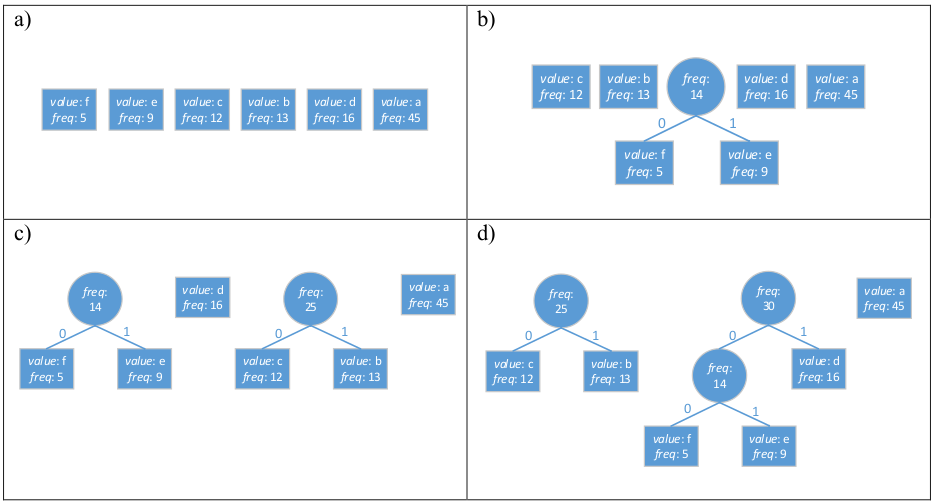 a)
value: f
freq: 5
value: e
freq: 9
value: c
freq: 12
value: b
freq: 13
value: d
freq: 16
value: a
freq: 45
b)
value: c
freq: 12
value: b
freq: 13
freq:
14
value: d
freq: 16
value: a
freq: 45
0
1
value: f
freq: 5
value: e
freq: 9
c)
freq:
14
value: d
freq: 16
freq:
25
value: a
freq: 45
0
1
0
1
value: f
freq: 5
value: e
freq: 9
value: c
freq: 12
value: b
freq: 13
d)
freq:
25
freq:
30
value: a
freq: 45
0
1
0
1
value: c
freq: 12
value: b
freq: 13
freq:
14
value: d
freq: 16
0
1
value: f
freq: 5
value: e
freq: 9